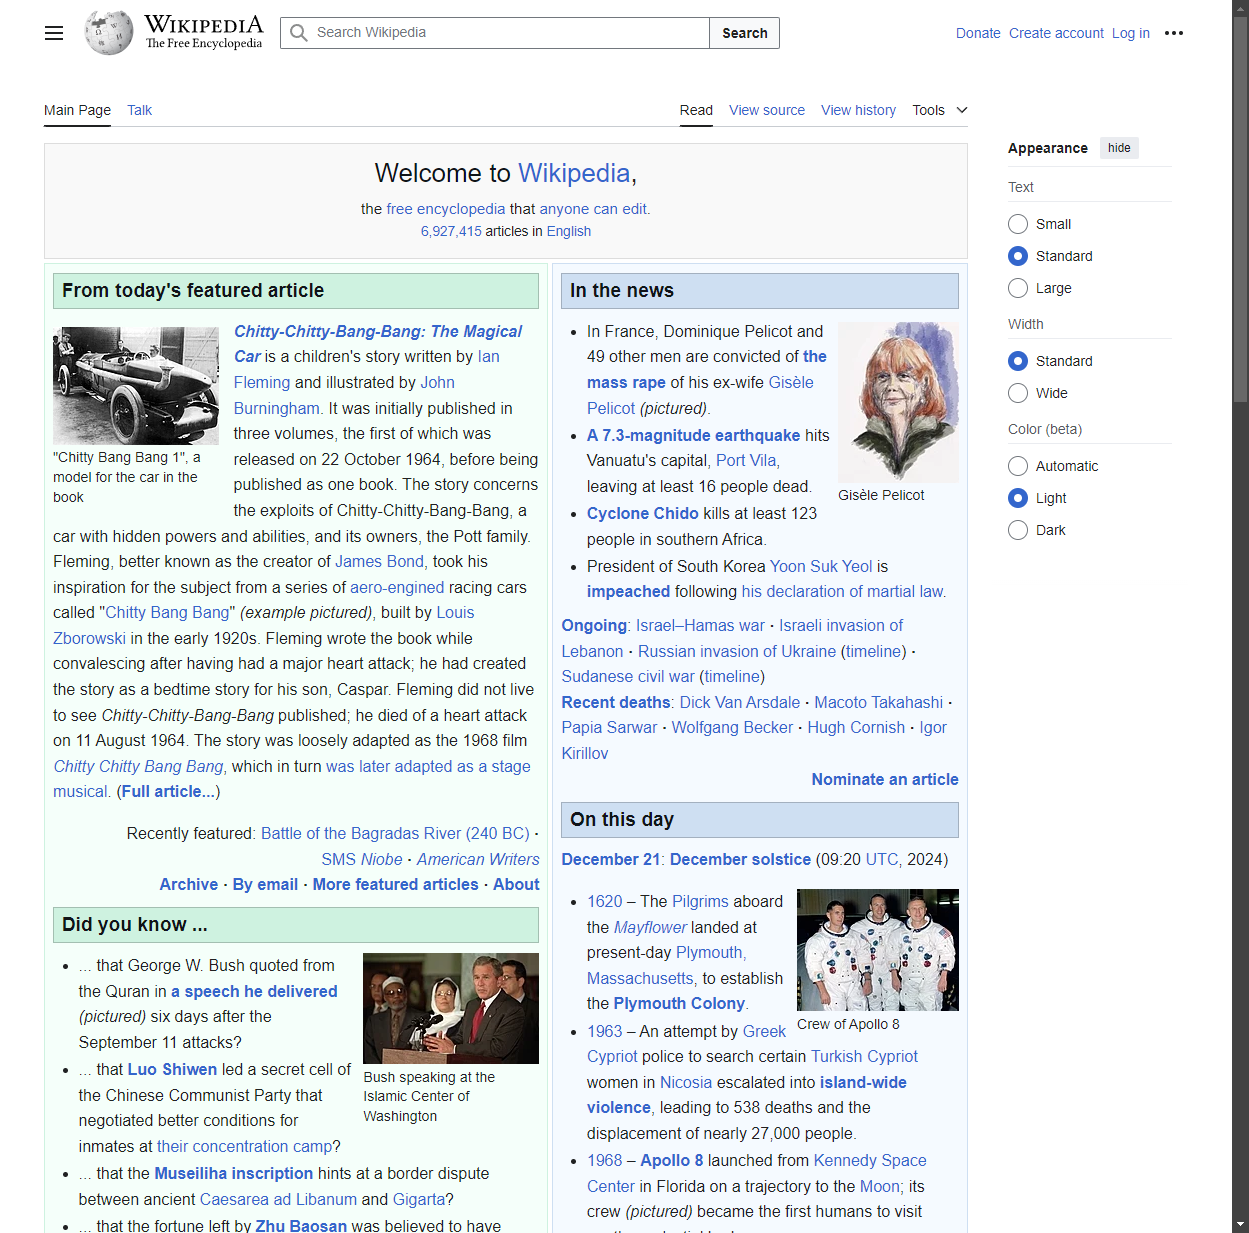 WIKIPEDIA
The Free Encyclopedia
Search Wikipedia
Search
Donate Create account Log in
Main Page Talk
Read View source View history Tools
Welcome to Wikipedia,
the free encyclopedia that anyone can edit.
6,927,415 articles in English
From today's featured article
"Chitty Bang Bang 1", a
model for the car in the
book
Chitty-Chitty-Bang-Bang: The Magical
Car is a children's story written by Ian
Fleming and illustrated by John
Burningham. It was initially published in
three volumes, the first of which was
released on 22 October 1964, before being
published as one book. The story concerns
the exploits of Chitty-Chitty-Bang-Bang, a
car with hidden powers and abilities, and its owners, the Pott family.
Fleming, better known as the creator of James Bond, took his
inspiration for the subject from a series of aero-engined racing cars
called "Chitty Bang Bang" (example pictured), built by Louis
Zborowski in the early 1920s. Fleming wrote the book while
convalescing after having had a major heart attack; he had created
the story as a bedtime story for his son, Caspar. Fleming did not live
to see Chitty-Chitty-Bang-Bang published; he died of a heart attack
on 11 August 1964. The story was loosely adapted as the 1968 film
Chitty Chitty Bang Bang, which in turn was later adapted as a stage
musical. (Full article...)
Recently featured: Battle of the Bagradas River (240 BC) ·
SMS Niobe · American Writers
Archive · By email · More featured articles · About
Did you know ...
... that George W. Bush quoted from
the Quran in a speech he delivered
(pictured) six days after the
September 11 attacks?
Bush speaking at the
Islamic Center of
Washington
... that Luo Shiwen led a secret cell of
the Chinese Communist Party that
negotiated better conditions for
inmates at their concentration camp?
... that the Museiliha inscription hints at a border dispute
between ancient Caesarea ad Libanum and Gigarta?
... that the fortune left by Zhu Baosan was believed to have
In the news
In France, Dominique Pelicot and
49 other men are convicted of the
mass rape of his ex-wife Gisèle
Pelicot (pictured).
A 7.3-magnitude earthquake hits
Vanuatu's capital, Port Vila,
leaving at least 16 people dead.
Gisèle Pelicot
Cyclone Chido kills at least 123
people in southern Africa.
President of South Korea Yoon Suk Yeol is
impeached following his declaration of martial law.
Ongoing: Israel–Hamas war · Israeli invasion of
Lebanon · Russian invasion of Ukraine (timeline) ·
Sudanese civil war (timeline)
Recent deaths: Dick Van Arsdale · Macoto Takahashi ·
Papia Sarwar · Wolfgang Becker · Hugh Cornish · Igor
Kirillov
Nominate an article
On this day
December 21: December solstice (09:20 UTC, 2024)
1620 – The Pilgrims aboard
the Mayflower landed at
present-day Plymouth,
Massachusetts, to establish
the Plymouth Colony.
Crew of Apollo 8
1963 – An attempt by Greek
Cypriot police to search certain Turkish Cypriot
women in Nicosia escalated into island-wide
violence, leading to 538 deaths and the
displacement of nearly 27,000 people.
1968 – Apollo 8 launched from Kennedy Space
Center in Florida on a trajectory to the Moon; its
crew (pictured) became the first humans to visit
Appearance hide
Text
Small
Standard
Large
Width
Standard
Wide
Color (beta)
Automatic
Light
Dark